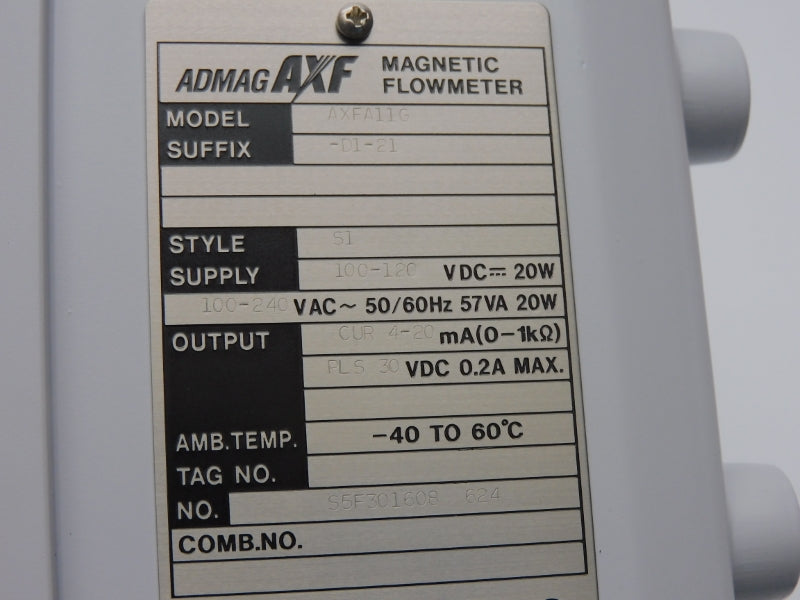 ADMAG AXF MAGNETIC FLOWMETER
MODEL AXFA11G
SUFFIX -D1-21
STYLE S1
SUPPLY 100-120 VDC⎓ 20W
100-240 VAC~ 50/60Hz 57VA 20W
OUTPUT CUR 4-20 mA(0-1kΩ)
PLS 30 VDC 0.2A MAX.
AMB.TEMP. -40 TO 60°C
TAG NO.
NO. S5F301608 624
COMB.NO.